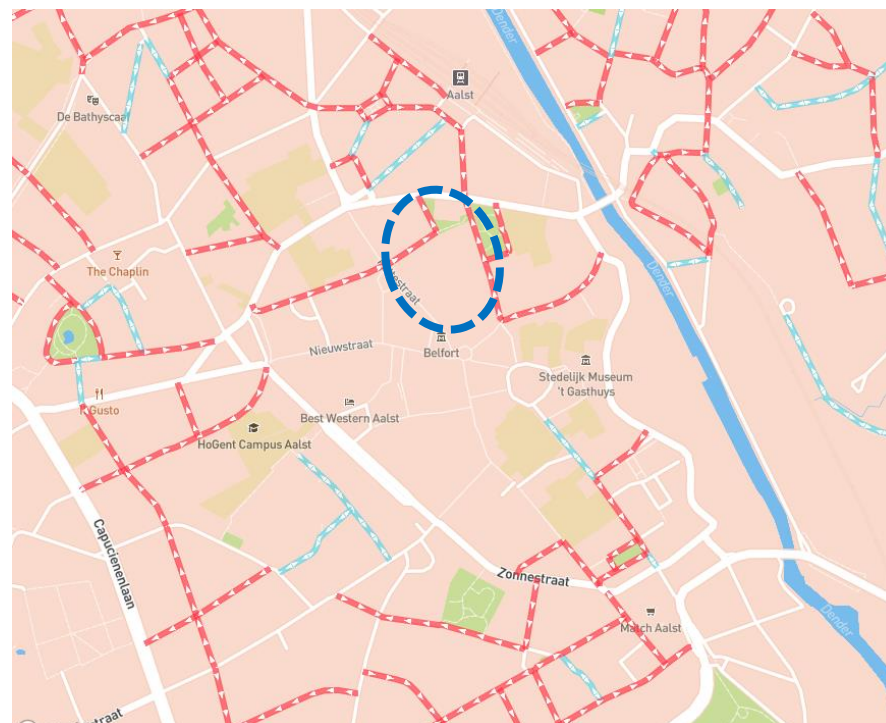 Dender
Aalst
De Bathyscaaf
The Chaplin
Dender
Nieuwstraat
Belfort
Stedelijk Museum
't Gasthuys
Gusto
Best Western Aalst
HoGent Campus Aalst
Capucienenlaan
Zonnestraat
Match Aalst
Dender